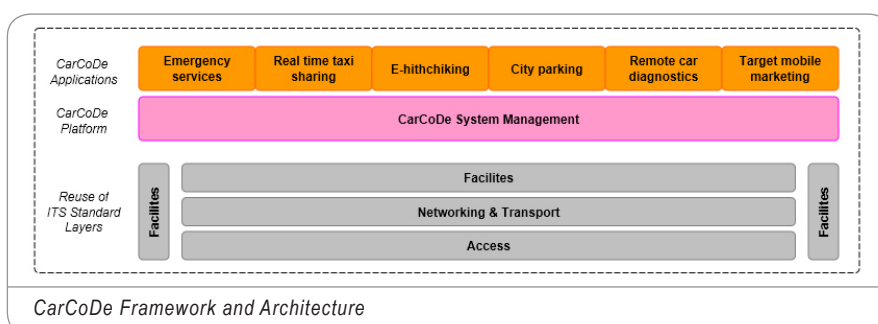 CarCoDe
Applications
Emergency
services
Real time taxi
sharing
E-hithchiking
City parking
Remote car
diagnostics
Target mobile
marketing
CarCoDe
Platform
CarCoDe System Management
Reuse of
ITS Standard
Layers
Facilites
Facilites
Networking & Transport
Access
Facilites
CarCoDe Framework and Architecture